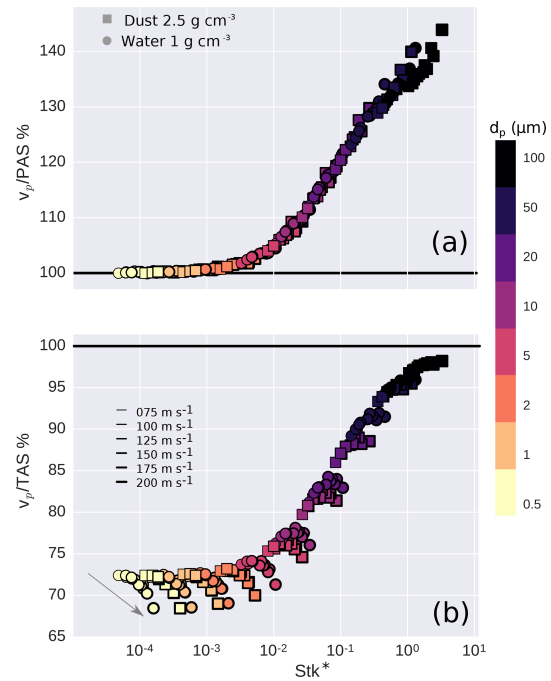 Dust 2.5 g cm⁻³
Water 1 g cm⁻³
v_p/PAS %
140
130
120
110
100
(a)
d_p (μm)
100
50
20
10
5
2
1
0.5
v_p/TAS %
100
95
90
85
80
75
70
65
075 m s⁻¹
100 m s⁻¹
125 m s⁻¹
150 m s⁻¹
175 m s⁻¹
200 m s⁻¹
(b)
10⁻⁴ 10⁻³ 10⁻² 10⁻¹ 10⁰ 10¹
Stk*